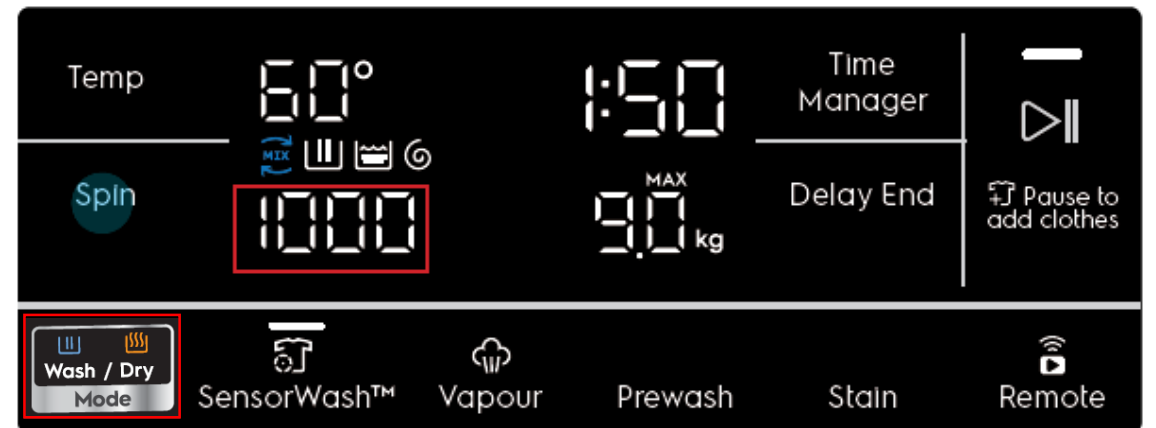 Temp
60°
1:50
Time
Manager
MIX
Spin
1000
MAX
9.0 kg
Delay End
Pause to
add clothes
Wash / Dry
Mode
SensorWash™
Vapour
Prewash
Stain
Remote